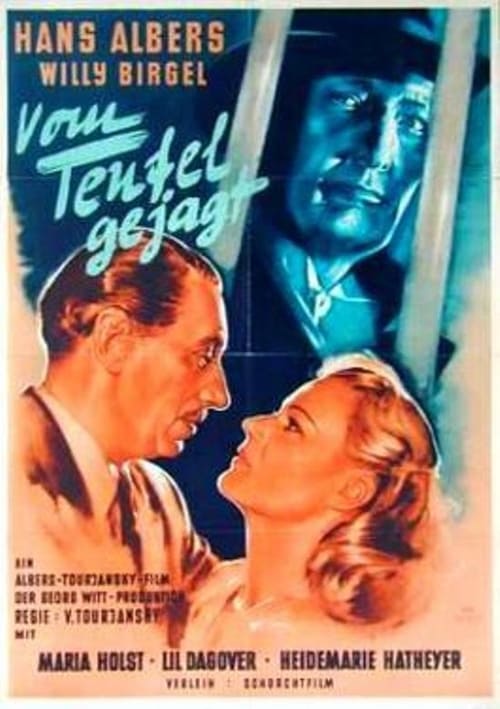 HANS ALBERS
WILLY BIRGEL
Vom
Teufel
gejagt
EIN
ALBERS-TOURJANSKY-FILM
DER GEORG WITT-PRODUKTION
REGIE: V. TOURJANSKY
MIT
MARIA HOLST · LIL DAGOVER · HEIDEMARIE HATHEYER
VERLEIH : SCHORCHTFILM